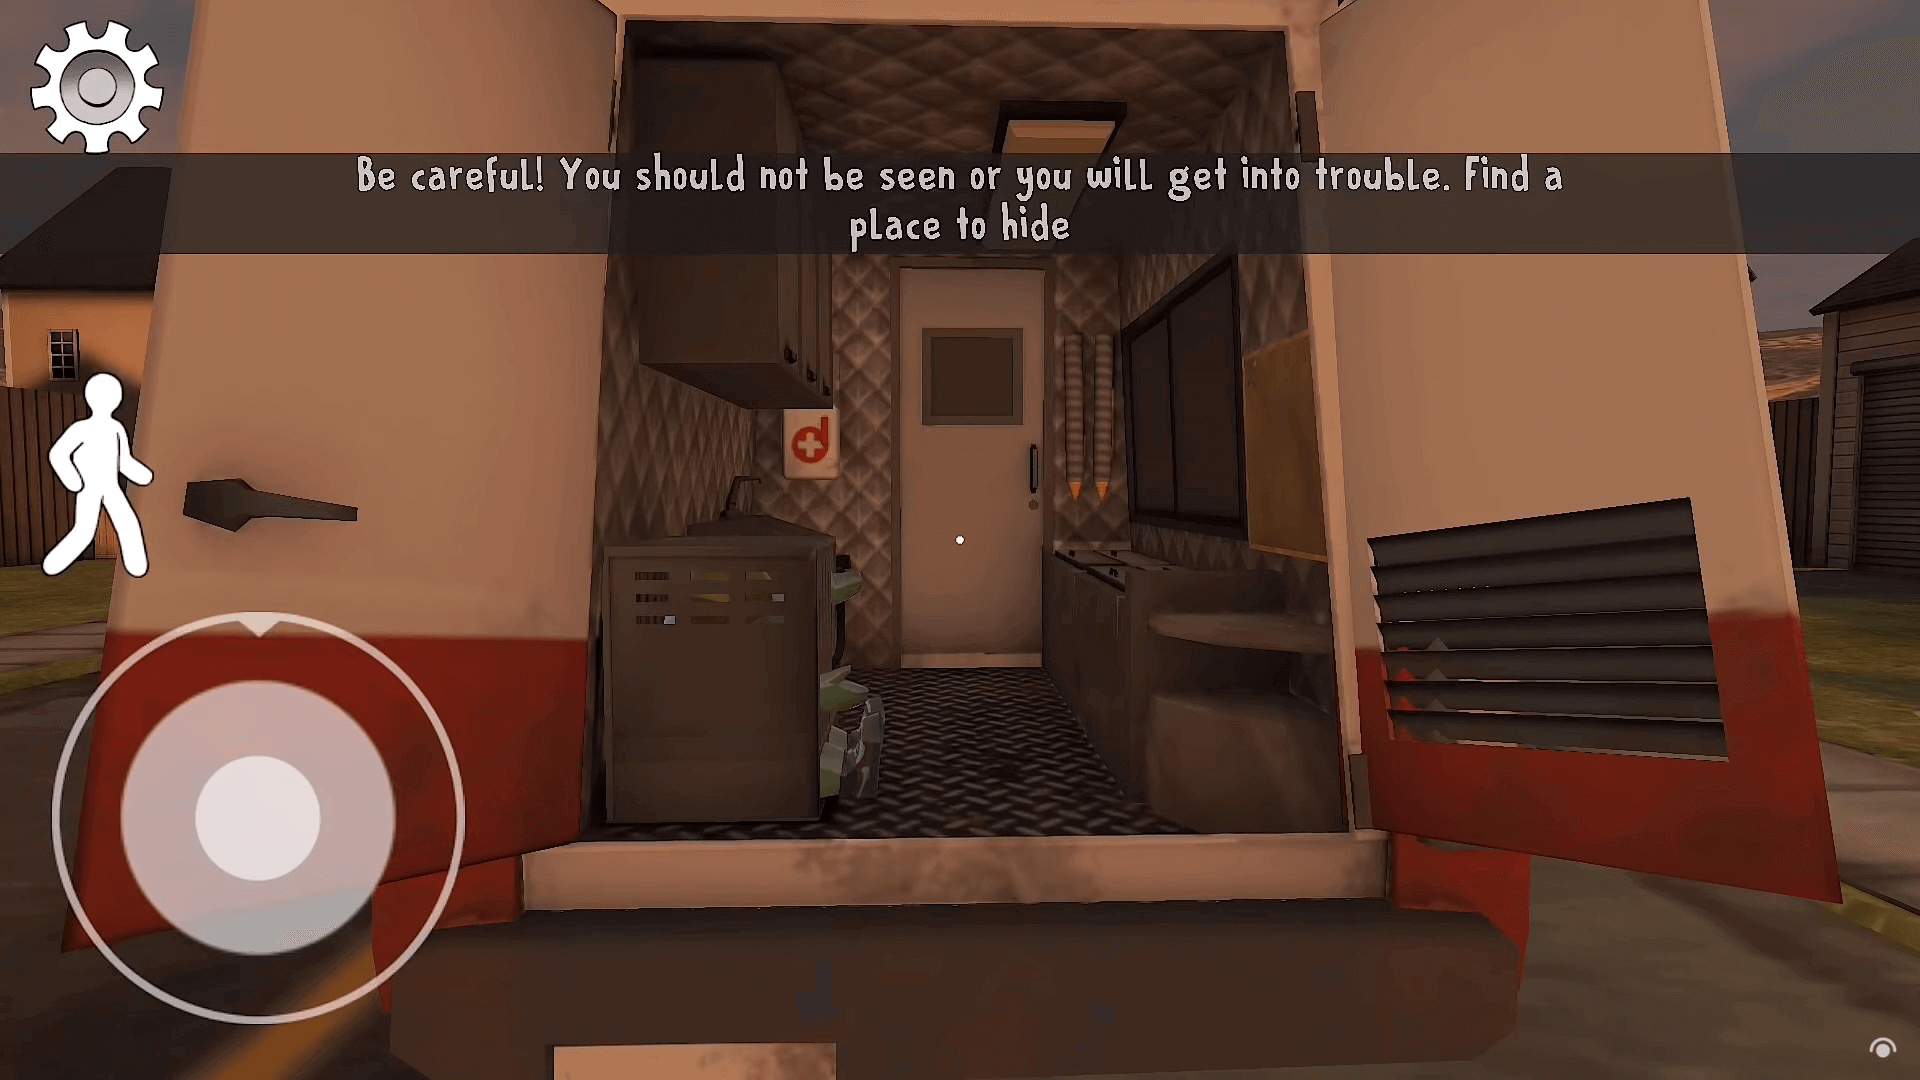 Be careful! You should not be seen or you will get into trouble. Find a
place to hide